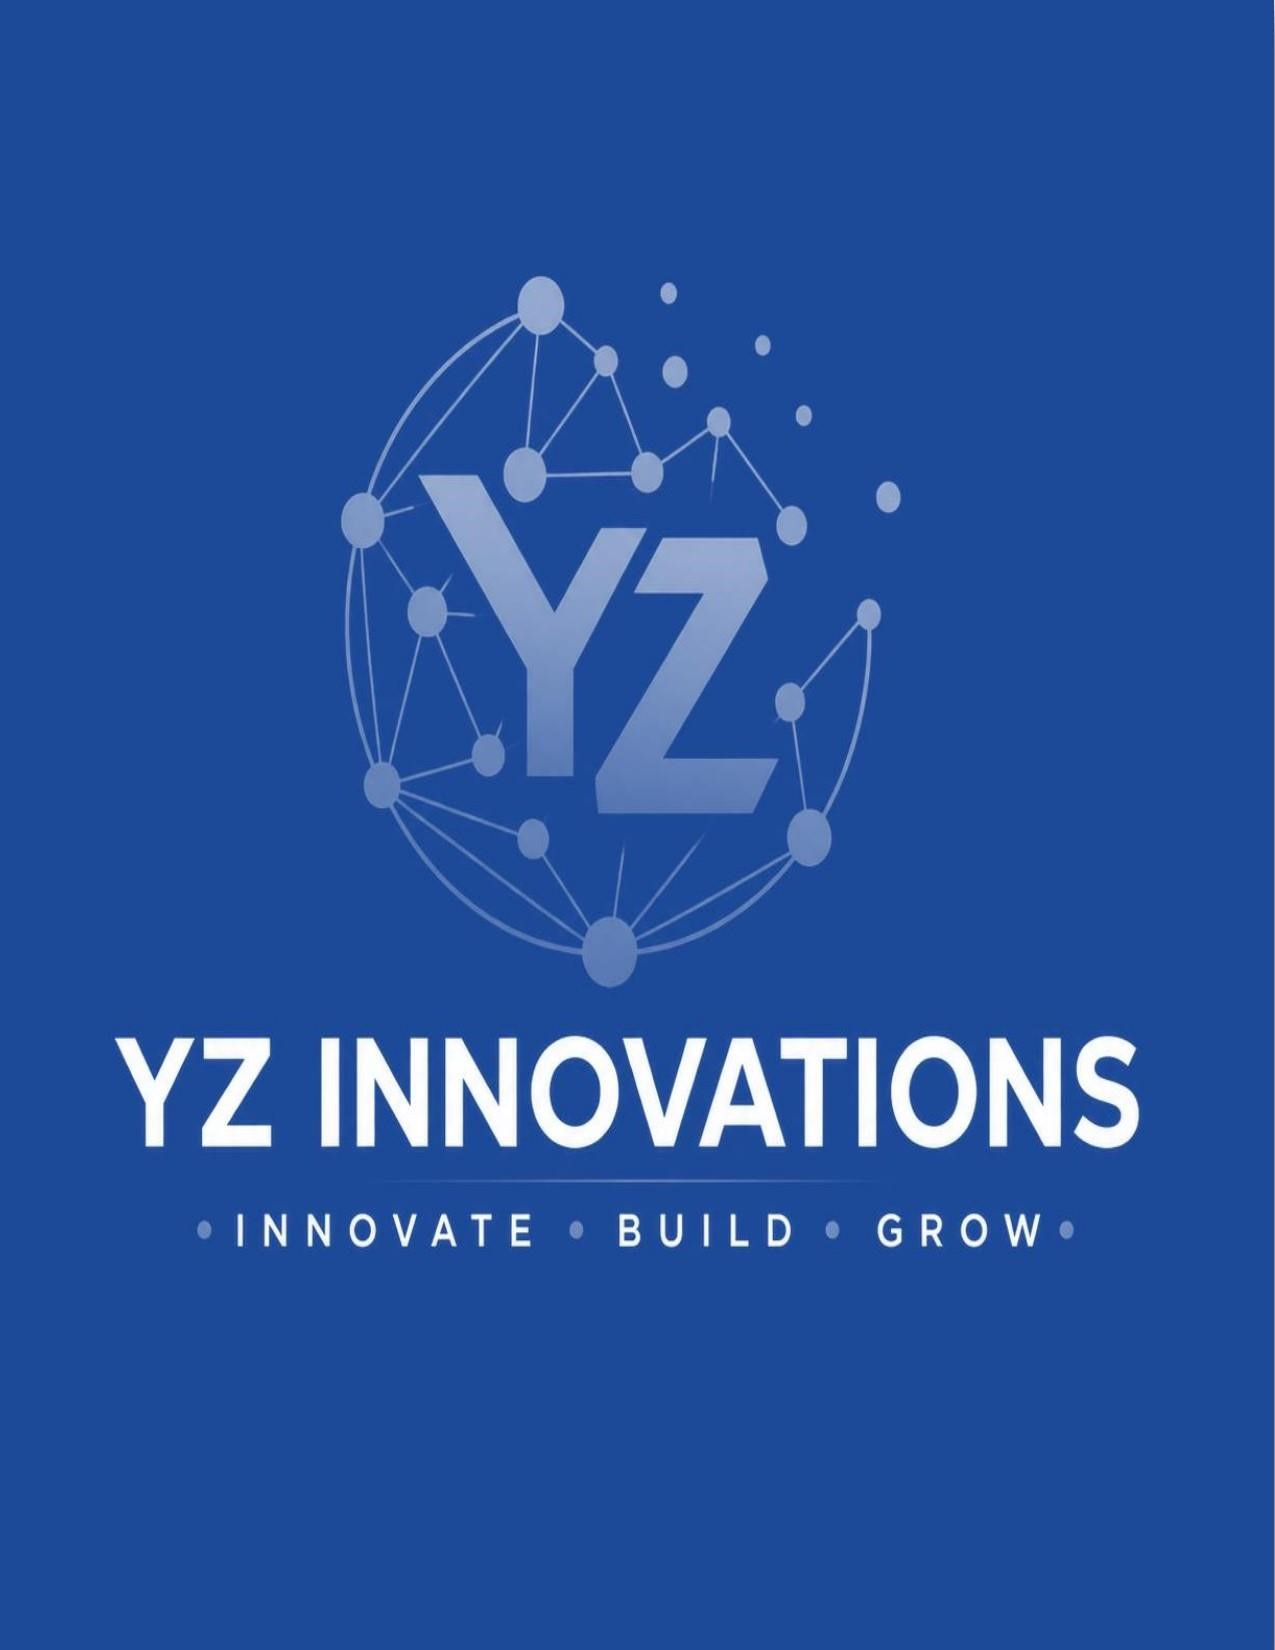 YZ
YZ INNOVATIONS
• INNOVATE • BUILD • GROW •